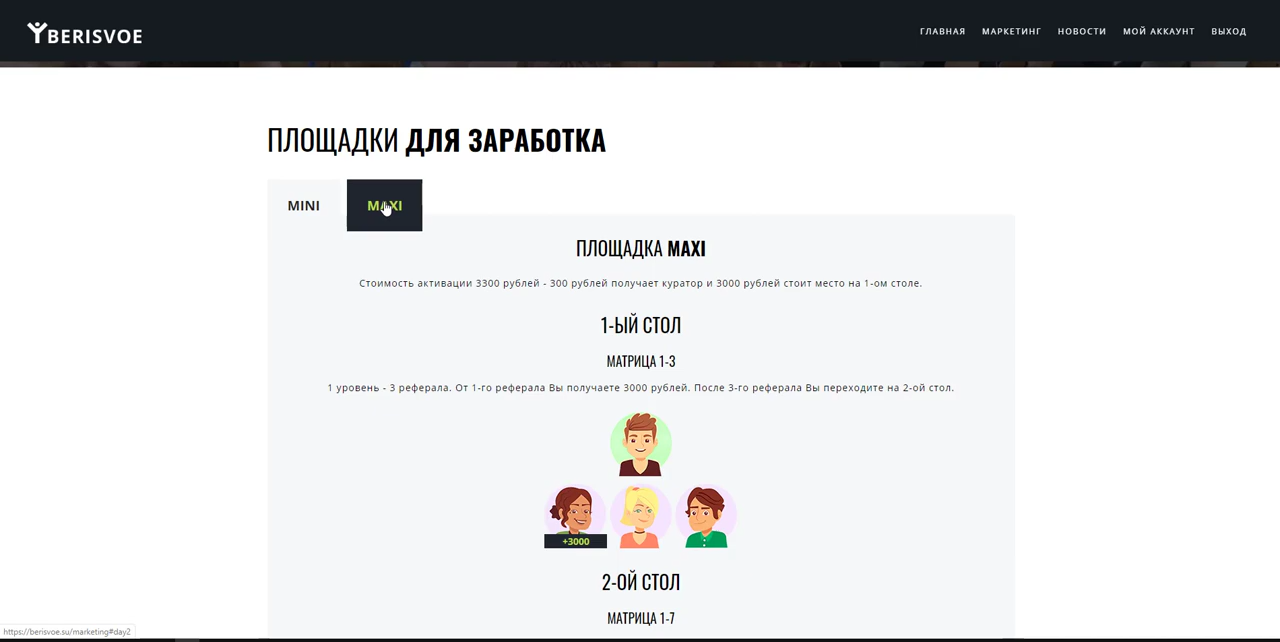 BERISVOE
ГЛАВНАЯ МАРКЕТИНГ НОВОСТИ МОЙ АККАУНТ ВЫХОД
ПЛОЩАДКИ ДЛЯ ЗАРАБОТКА
MINI MAXI
ПЛОЩАДКА MAXI
Стоимость активации 3300 рублей - 300 рублей получает куратор и 3000 рублей стоит место на 1-ом столе.
1-ЫЙ СТОЛ
МАТРИЦА 1-3
1 уровень - 3 реферала. От 1-го реферала Вы получаете 3000 рублей. После 3-го реферала Вы переходите на 2-ой стол.
+3000
2-ОЙ СТОЛ
МАТРИЦА 1-7
https://berisvoe.su/marketing#day2